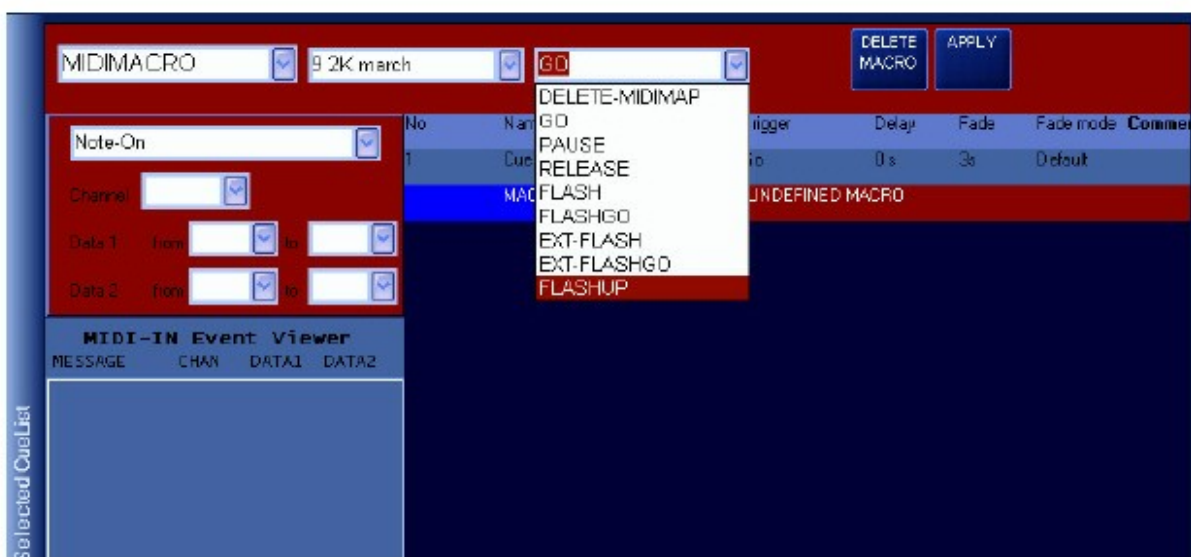 MIDIMACRO 9 2K march GO DELETE MACRO APPLY
DELETE-MIDIMAP
GO
PAUSE
RELEASE
FLASH
FLASHGO
EXT-FLASH
EXT-FLASHGO
FLASHUP
Note-On
Channel
Data 1 from to
Data 2 from to
No Delay Fade Fade mode
1 0 s 3s Default
UNDEFINED MACRO
MIDI-IN Event Viewer
MESSAGE CHAN DATA1 DATA2
Selected CueList